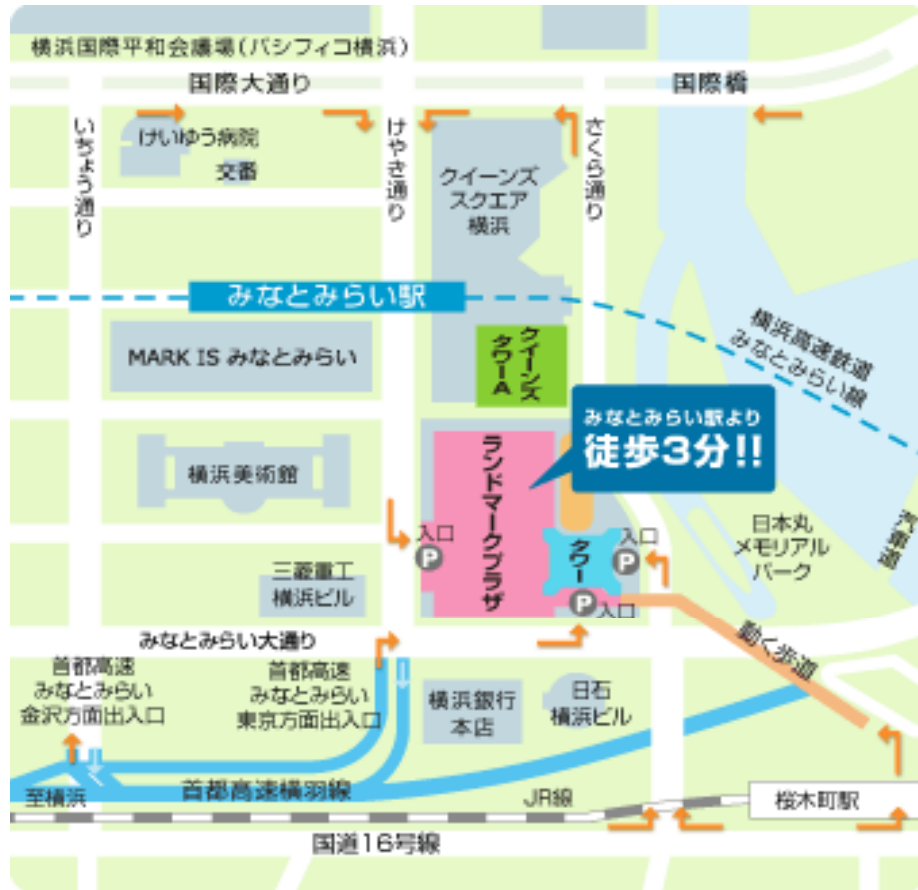 横浜国際平和会議場(パシフィコ横浜)
国際大通り
国際橋
いちょう通り
けいゆう病院
交番
けやき通り
クイーンズ
スクエア
横浜
さくら通り
みなとみらい駅
横浜高速鉄道
みなとみらい線
MARK IS みなとみらい
クイーンズ
タワーA
みなとみらい駅より
徒歩3分!!
横浜美術館
ランドマークプラザ
入口
P
タワー
入口
P
P
入口
日本丸
メモリアル
パーク
汽車道
三菱重工
横浜ビル
みなとみらい大通り
動く歩道
首都高速
みなとみらい
金沢方面出入口
首都高速
みなとみらい
東京方面出入口
横浜銀行
本店
日石
横浜ビル
首都高速横羽線
至横浜
JR線
桜木町駅
国道16号線